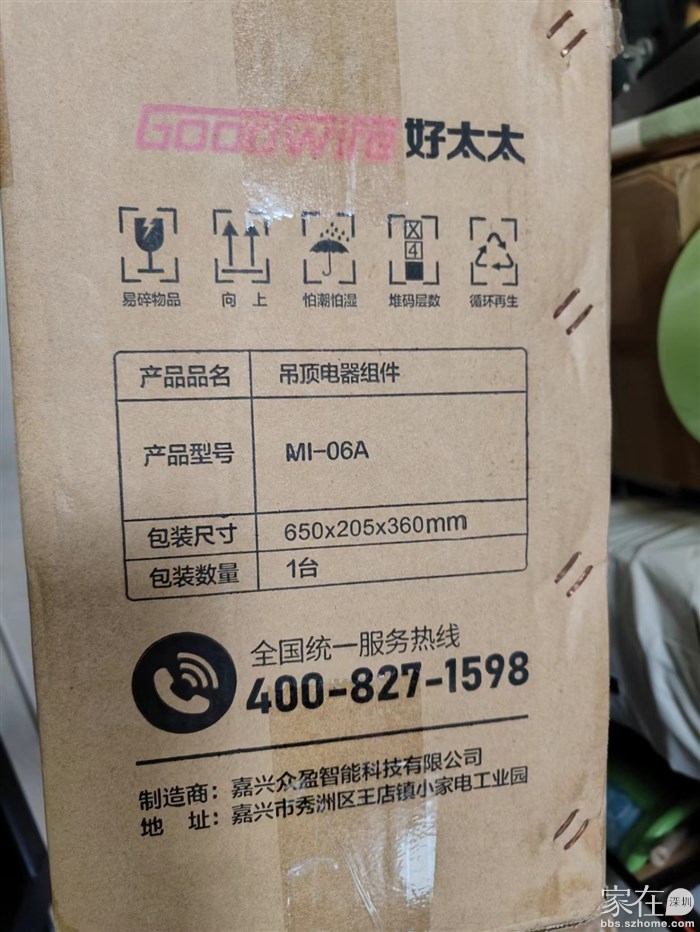 GOODWIFE 好太太
易碎物品 向 上 怕潮怕湿 堆码层数 循环再生
4
产品品名 吊顶电器组件
产品型号 MI-06A
包装尺寸 650x205x360mm
包装数量 1台
全国统一服务热线
400-827-1598
制造商：嘉兴众盈智能科技有限公司
地 址：嘉兴市秀洲区王店镇小家电工业园
家在深圳
bbs.szhome.com